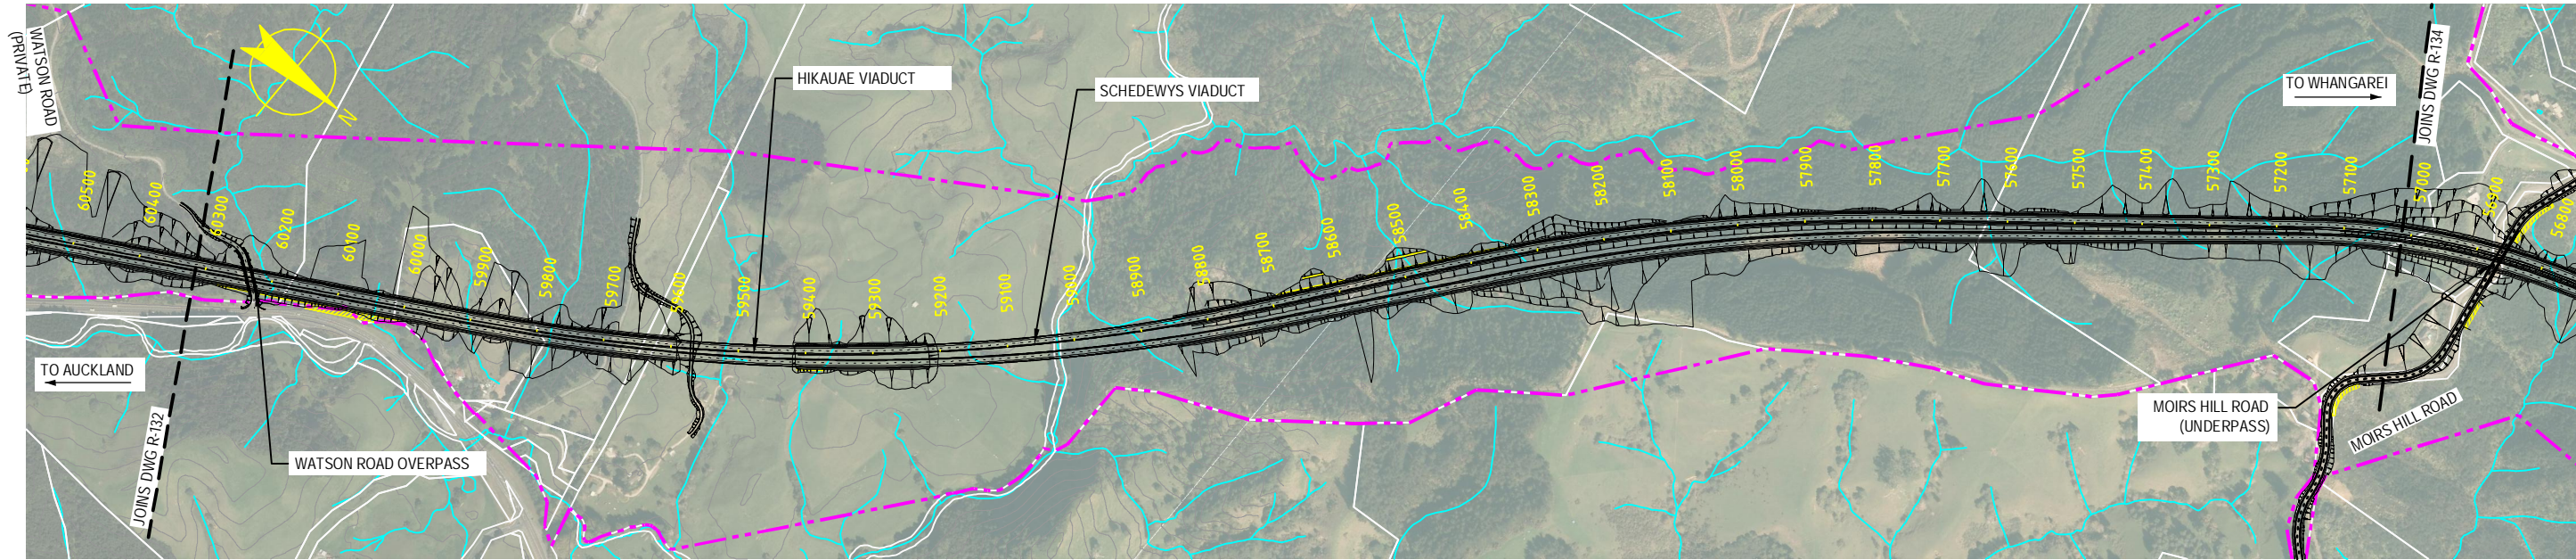 WATSON ROAD
(PRIVATE)
N
HIKAUAE VIADUCT
SCHEDEWYS VIADUCT
TO WHANGAREI
JOINS DWG R-134
60500
60400
60300
60200
60100
60000
59900
59800
59700
59600
59500
59400
59300
59200
59100
59000
58900
58800
58700
58600
58500
58400
58300
58200
58100
58000
57900
57800
57700
57600
57500
57400
57300
57200
57100
57000
56900
56800
TO AUCKLAND
JOINS DWG R-132
WATSON ROAD OVERPASS
MOIRS HILL ROAD
(UNDERPASS)
MOIRS HILL ROAD